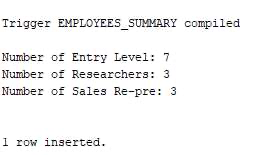 Trigger EMPLOYEES_SUMMARY compiled
Number of Entry Level: 7
Number of Researchers: 3
Number of Sales Re-pre: 3
1 row inserted.